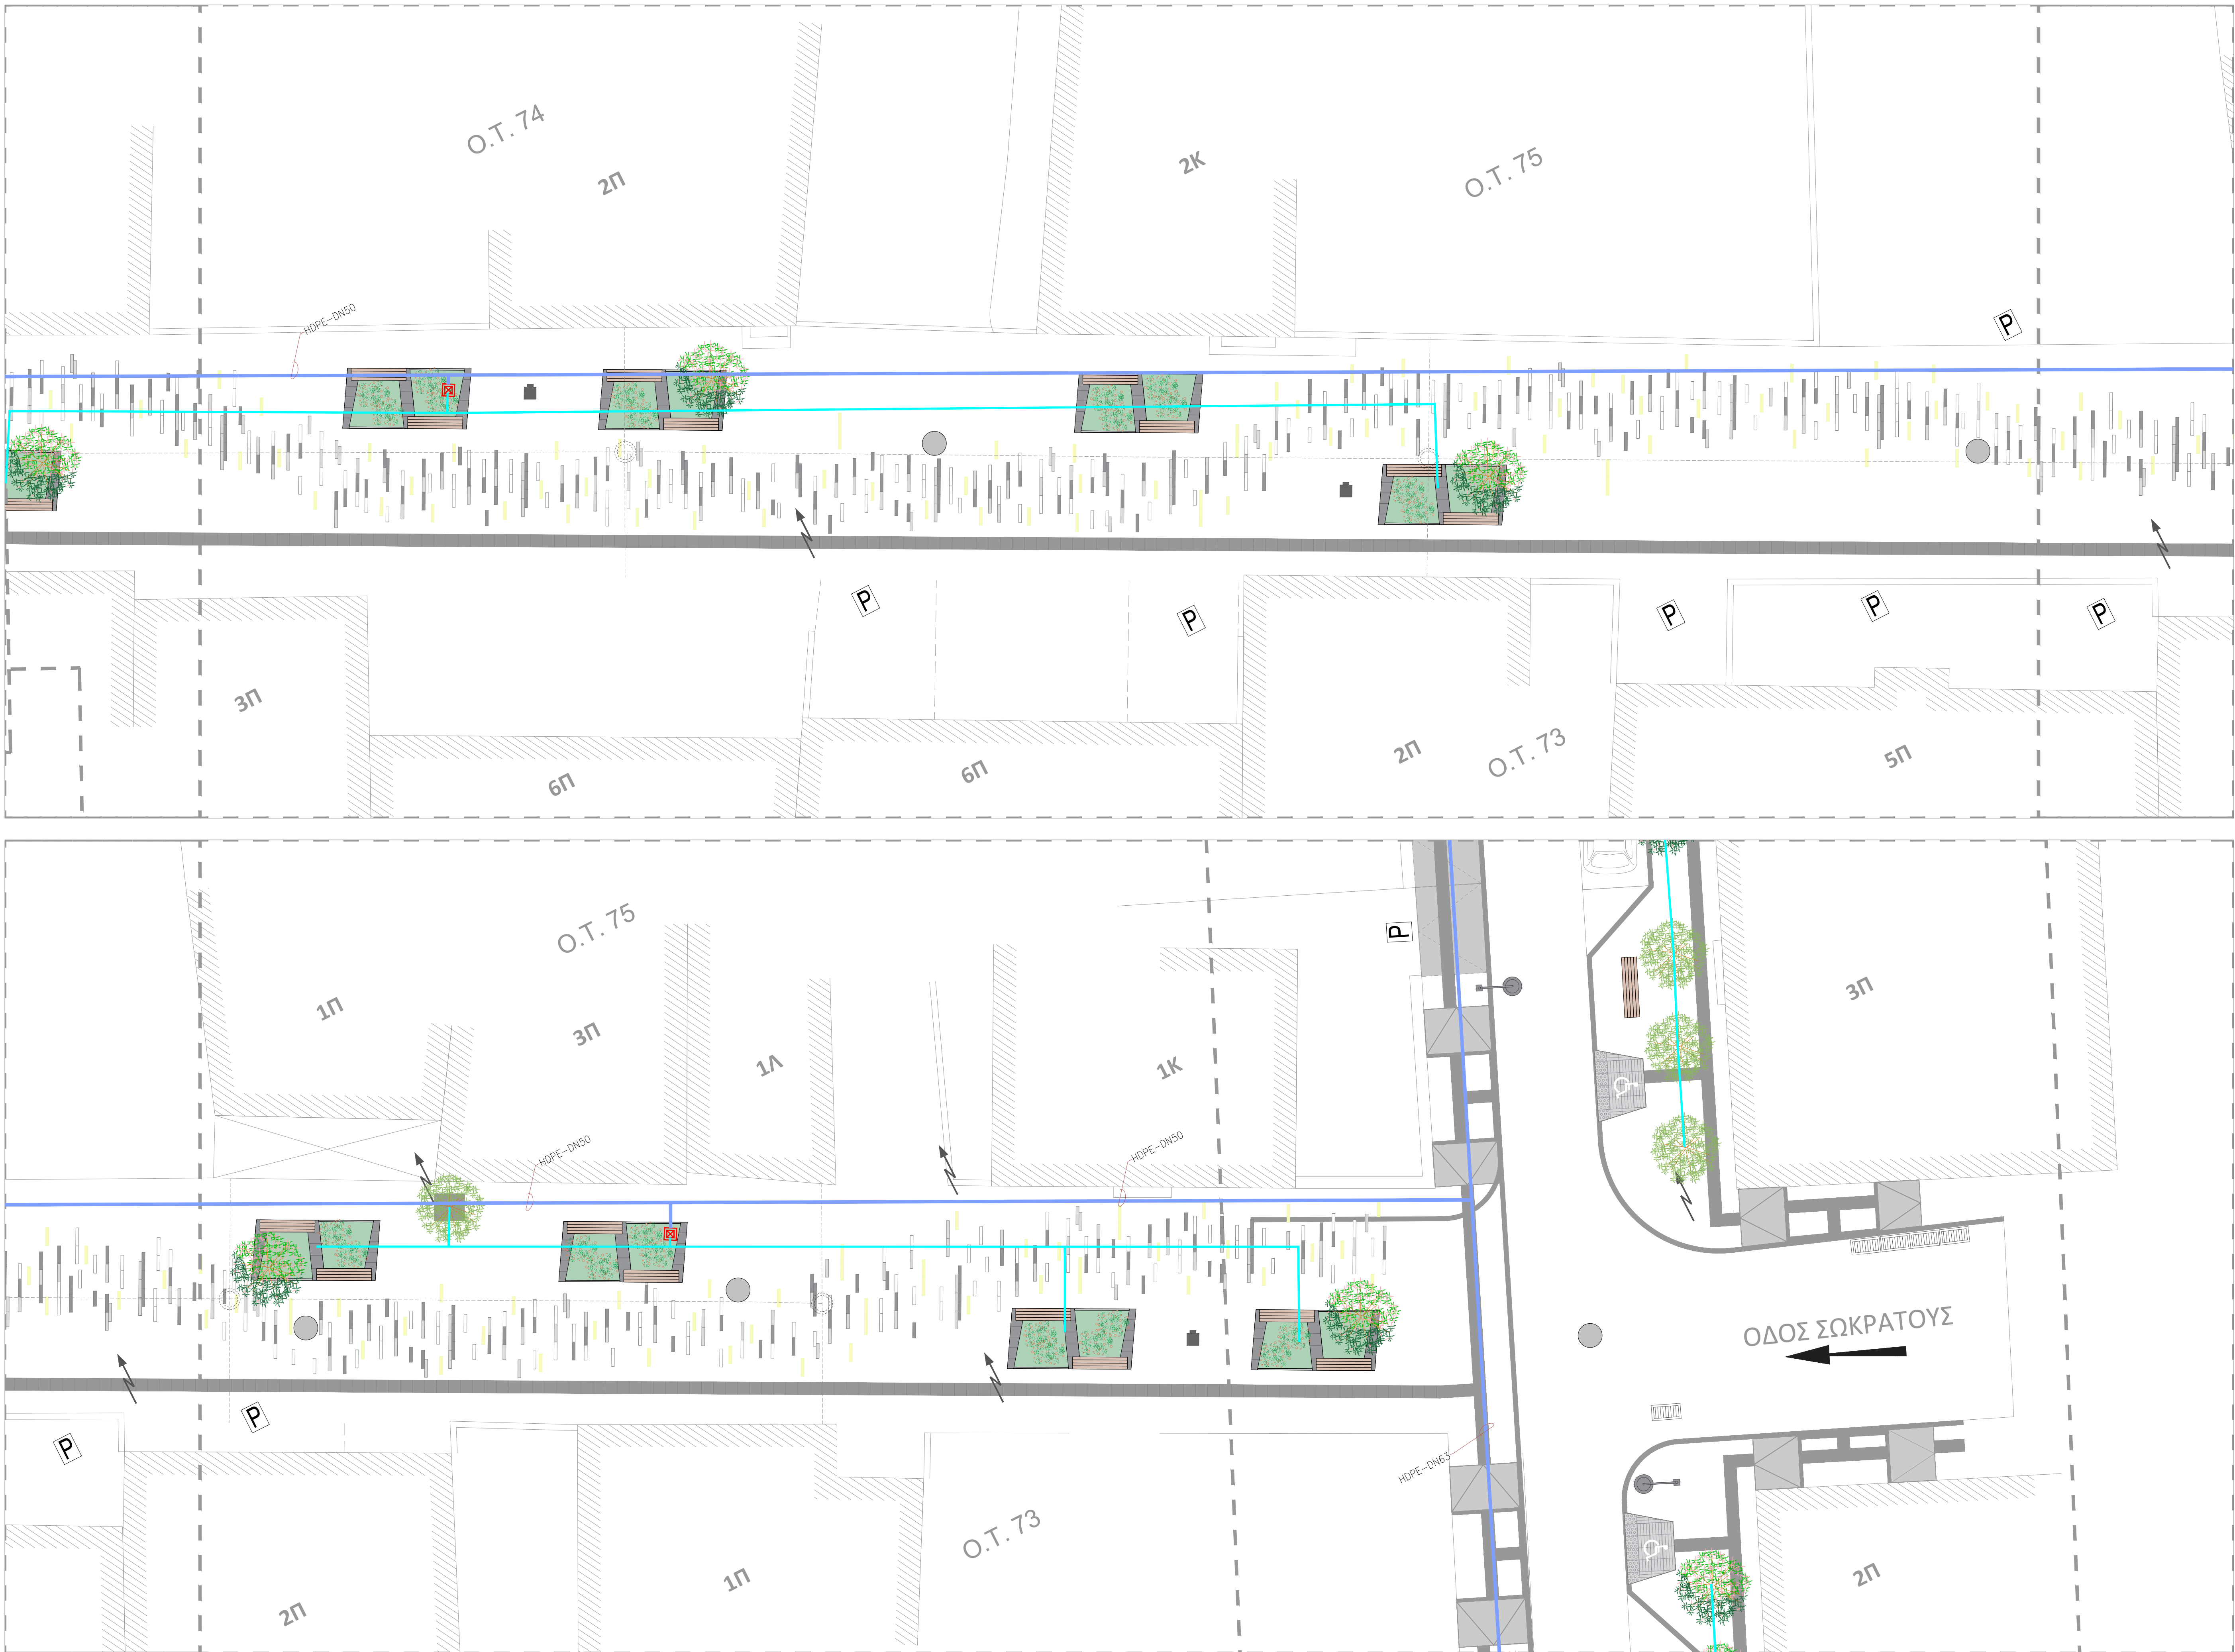 Ο.Τ. 74
2Π
2Κ
Ο.Τ. 75
HDPE-DN50
P
P
P
P
P
P
3Π
6Π
6Π
2Π
Ο.Τ. 73
5Π
Ο.Τ. 75
P
1Π
3Π
1Λ
1Κ
3Π
HDPE-DN50
HDPE-DN50
ΟΔΟΣ ΣΩΚΡΑΤΟΥΣ
P
P
HDPE-DN63
Ο.Τ. 73
2Π
1Π
2Π